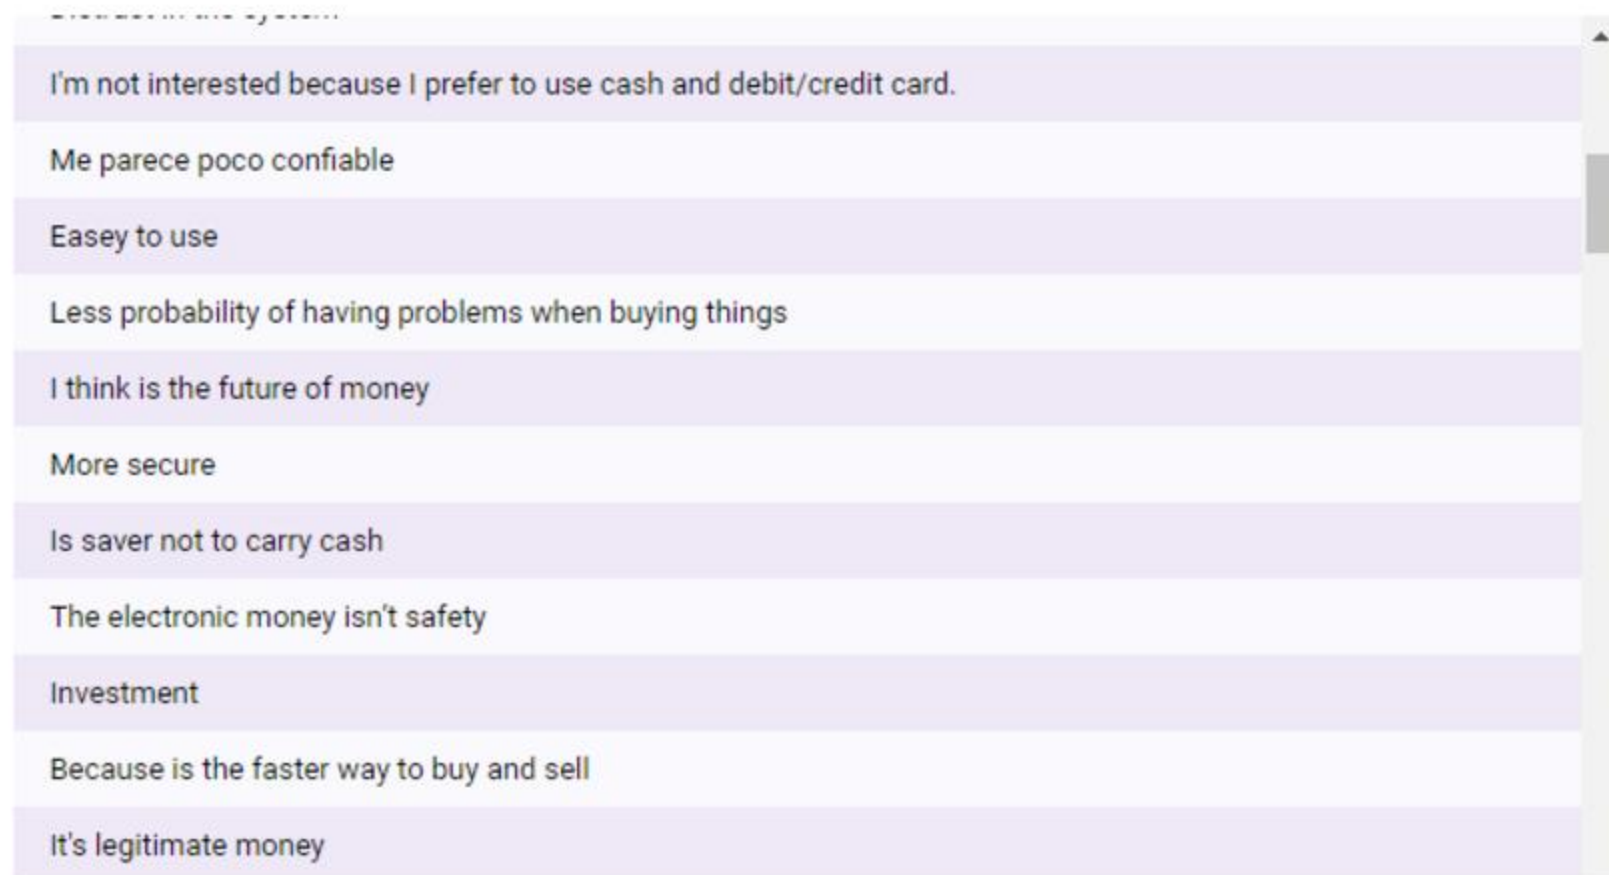 I'm not interested because I prefer to use cash and debit/credit card.
Me parece poco confiable
Easey to use
Less probability of having problems when buying things
I think is the future of money
More secure
Is saver not to carry cash
The electronic money isn't safety
Investment
Because is the faster way to buy and sell
It's legitimate money